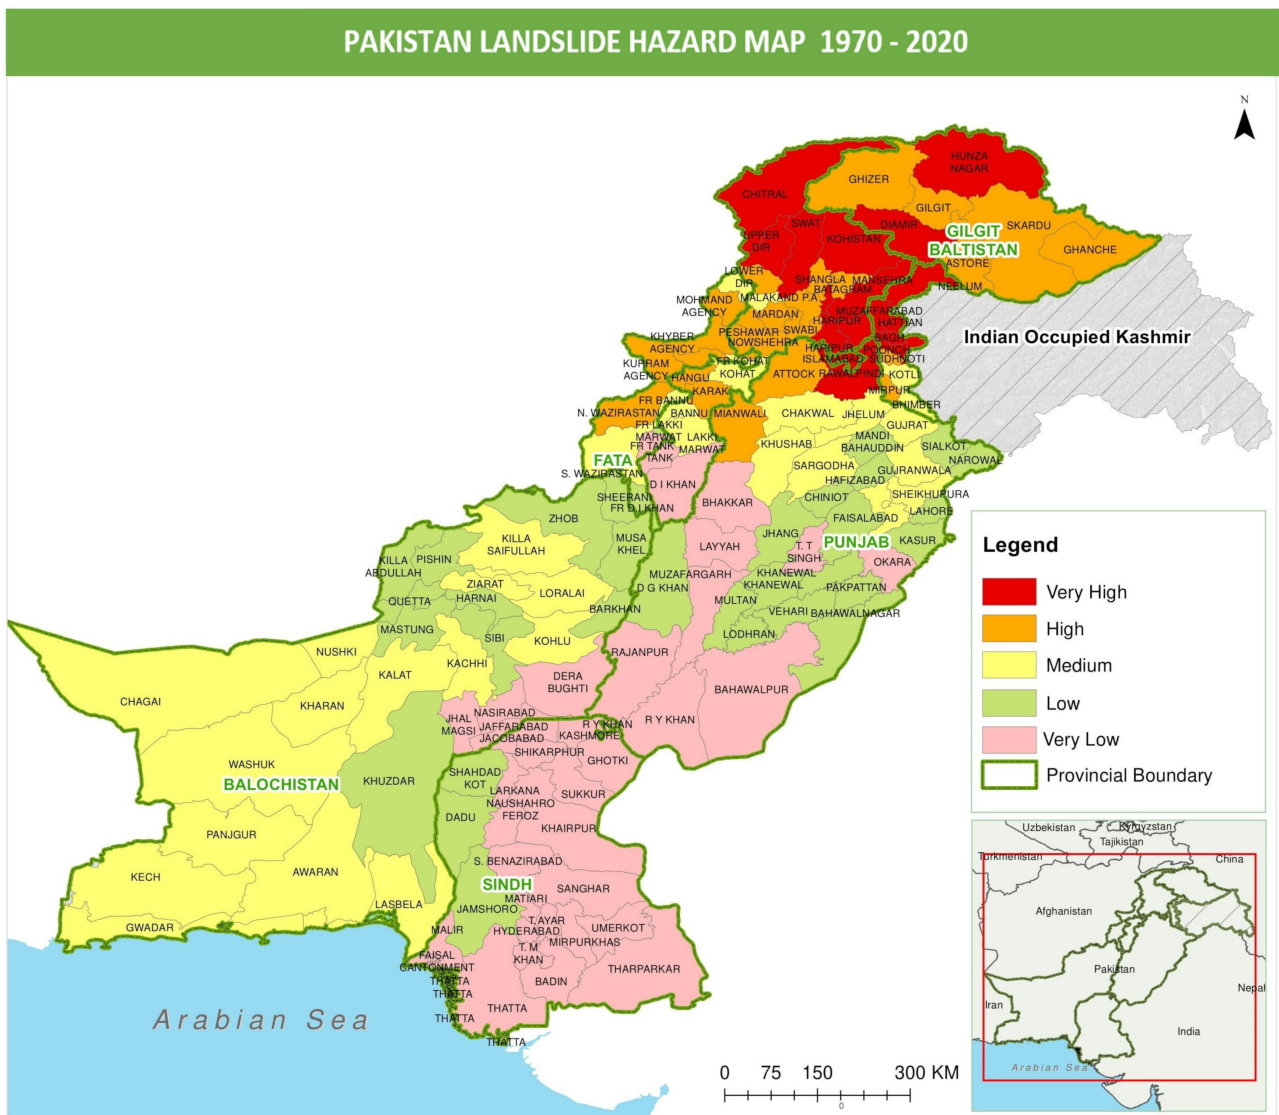 PAKISTAN LANDSLIDE HAZARD MAP 1970 - 2020
N
HUNZA
NAGAR
GHIZER
CHITRAL
GILGIT
SWAT
DIAMIR
SKARDU
UPPER
DIR
KOHISTAN
GILGIT
BALTISTAN
GHANCHE
ASTORE
LOWER
DIR
SHANGLA
MANSEHRA
NEELUM
BATAGRAM
MOHMAND
AGENCY
MALAKAND P.A
MARDAN
MUZAFFARABAD
HATTIAN
HARIPUR
PESHAWAR
SWABI
NOWSHEHRA
BAGH
KHYBER
AGENCY
HARIPUR
POONCH
ISLAMABAD
SUDHNOTI
Indian Occupied Kashmir
FR KOHAT
KOHAT
KURRAM
AGENCY
HANGU
ATTOCK
RAWALPINDI
KOTLI
KARAK
MIRPUR
FR BANNU
BHIMBER
N. WAZIRASTAN
BANNU
MIANWALI
CHAKWAL
JHELUM
FR LAKKI
MARWAT
LAKKI
MARWAT
GUJRAT
MANDI
BAHAUDDIN
KHUSHAB
SIALKOT
FR TANK
TANK
FATA
NAROWAL
SARGODHA
GUJRANWALA
S. WAZIRASTAN
HAFIZABAD
D I KHAN
SHEERANI
FR D I KHAN
BHAKKAR
CHINIOT
SHEIKHUPURA
ZHOB
FAISALABAD
LAHORE
KILLA
SAIFULLAH
MUSA
KHEL
JHANG
PUNJAB
KASUR
LAYYAH
T. T
SINGH
KILLA
ABDULLAH
PISHIN
OKARA
MUZAFARGARH
KHANEWAL
KHANEWAL
ZIARAT
D G KHAN
PAKPATTAN
HARNAI
LORALAI
QUETTA
MULTAN
BARKHAN
VEHARI
BAHAWALNAGAR
MASTUNG
SIBI
KOHLU
LODHRAN
NUSHKI
RAJANPUR
KACHHI
KALAT
DERA
BUGHTI
BAHAWALPUR
CHAGAI
KHARAN
NASIRABAD
JHAL
MAGSI
R Y KHAN
R Y KHAN
JAFFARABAD
JACOBABAD
KASHMORE
SHIKARPHUR
WASHUK
GHOTKI
BALOCHISTAN
KHUZDAR
SHAHDAD
KOT
LARKANA
SUKKUR
NAUSHAHRO
FEROZ
DADU
KHAIRPUR
PANJGUR
S. BENAZIRABAD
AWARAN
KECH
SINDH
SANGHAR
LASBELA
MATIARI
JAMSHORO
GWADAR
T.AYAR
MALIR
HYDERABAD
UMERKOT
MIRPURKHAS
T. M
KHAN
FAISAL
CANTONMENT
THARPARKAR
THATTA
BADIN
THATTA
THATTA
THATTA
THATTA
Arabian Sea
0 75 150 300 KM
0
Legend
Very High
High
Medium
Low
Very Low
Provincial Boundary
Uzbekistan
Kyrgyzstan
Tajikistan
Turkmenistan
China
Afghanistan
Pakistan
Nepal
Iran
India
Arabian Sea